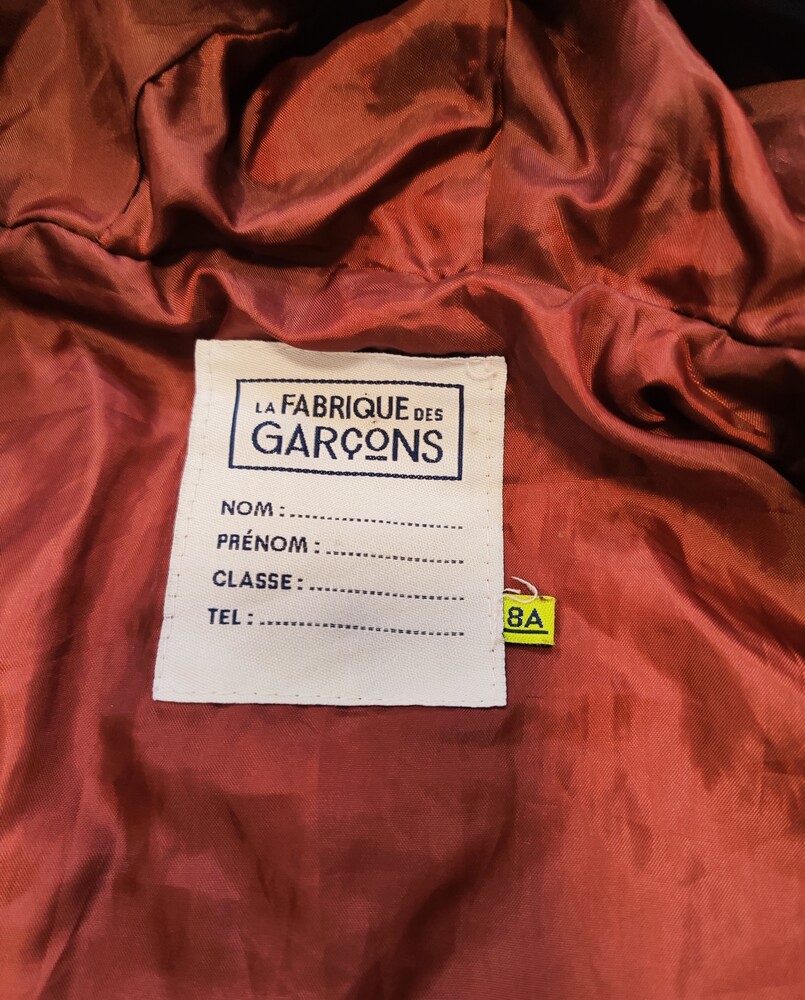 LA FABRIQUE DES
GARÇONS
NOM :
PRÉNOM :
CLASSE :
TEL :
8A